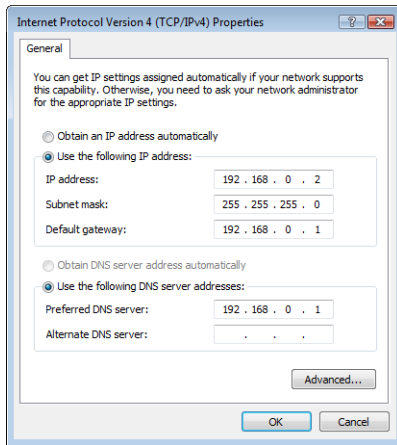 Internet Protocol Version 4 (TCP/IPv4) Properties
General
You can get IP settings assigned automatically if your network supports
this capability. Otherwise, you need to ask your network administrator
for the appropriate IP settings.
Obtain an IP address automatically
Use the following IP address:
IP address: 192 . 168 . 0 . 2
Subnet mask: 255 . 255 . 255 . 0
Default gateway: 192 . 168 . 0 . 1
Obtain DNS server address automatically
Use the following DNS server addresses:
Preferred DNS server: 192 . 168 . 0 . 1
Alternate DNS server: . . .
Advanced...
OK Cancel